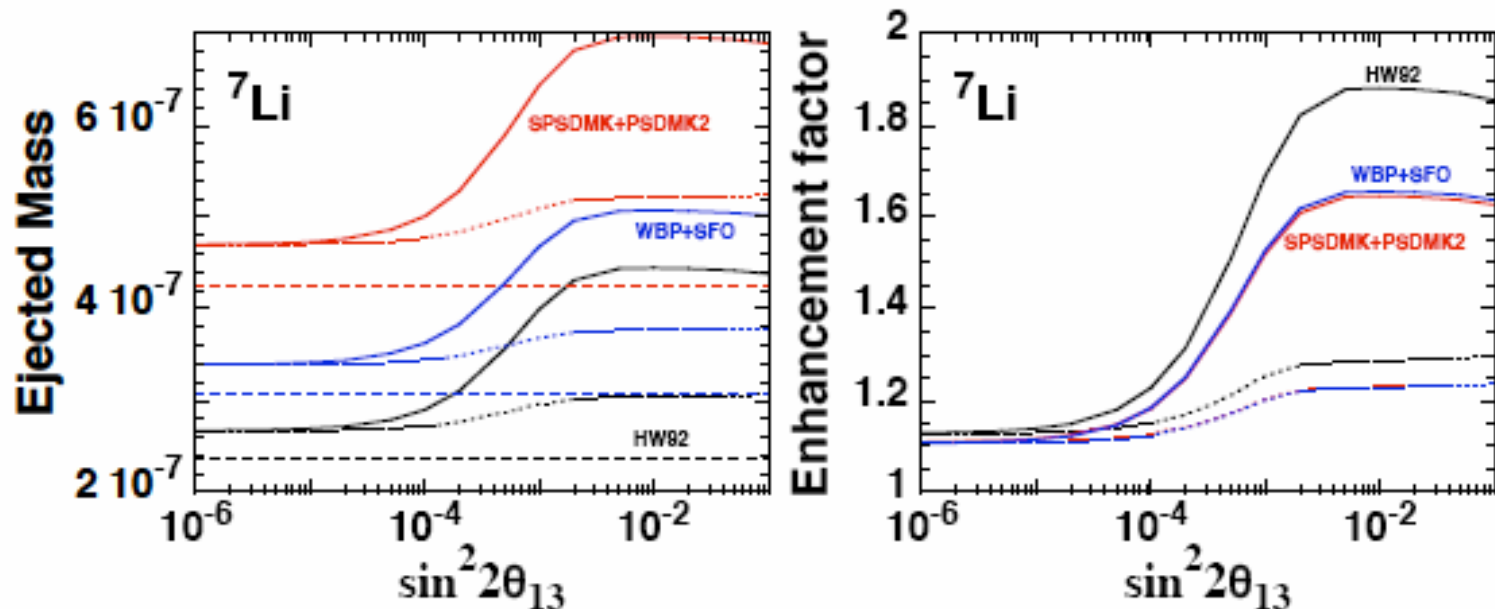 ⁷Li
SPSDMK+PSDMK2
WBP+SFO
HW92
Ejected Mass
6 10⁻⁷
4 10⁻⁷
2 10⁻⁷
10⁻⁶
10⁻⁴
10⁻²
sin²2θ₁₃
⁷Li
HW92
WBP+SFO
SPSDMK+PSDMK2
Enhancement factor
2
1.8
1.6
1.4
1.2
1
10⁻⁶
10⁻⁴
10⁻²
sin²2θ₁₃